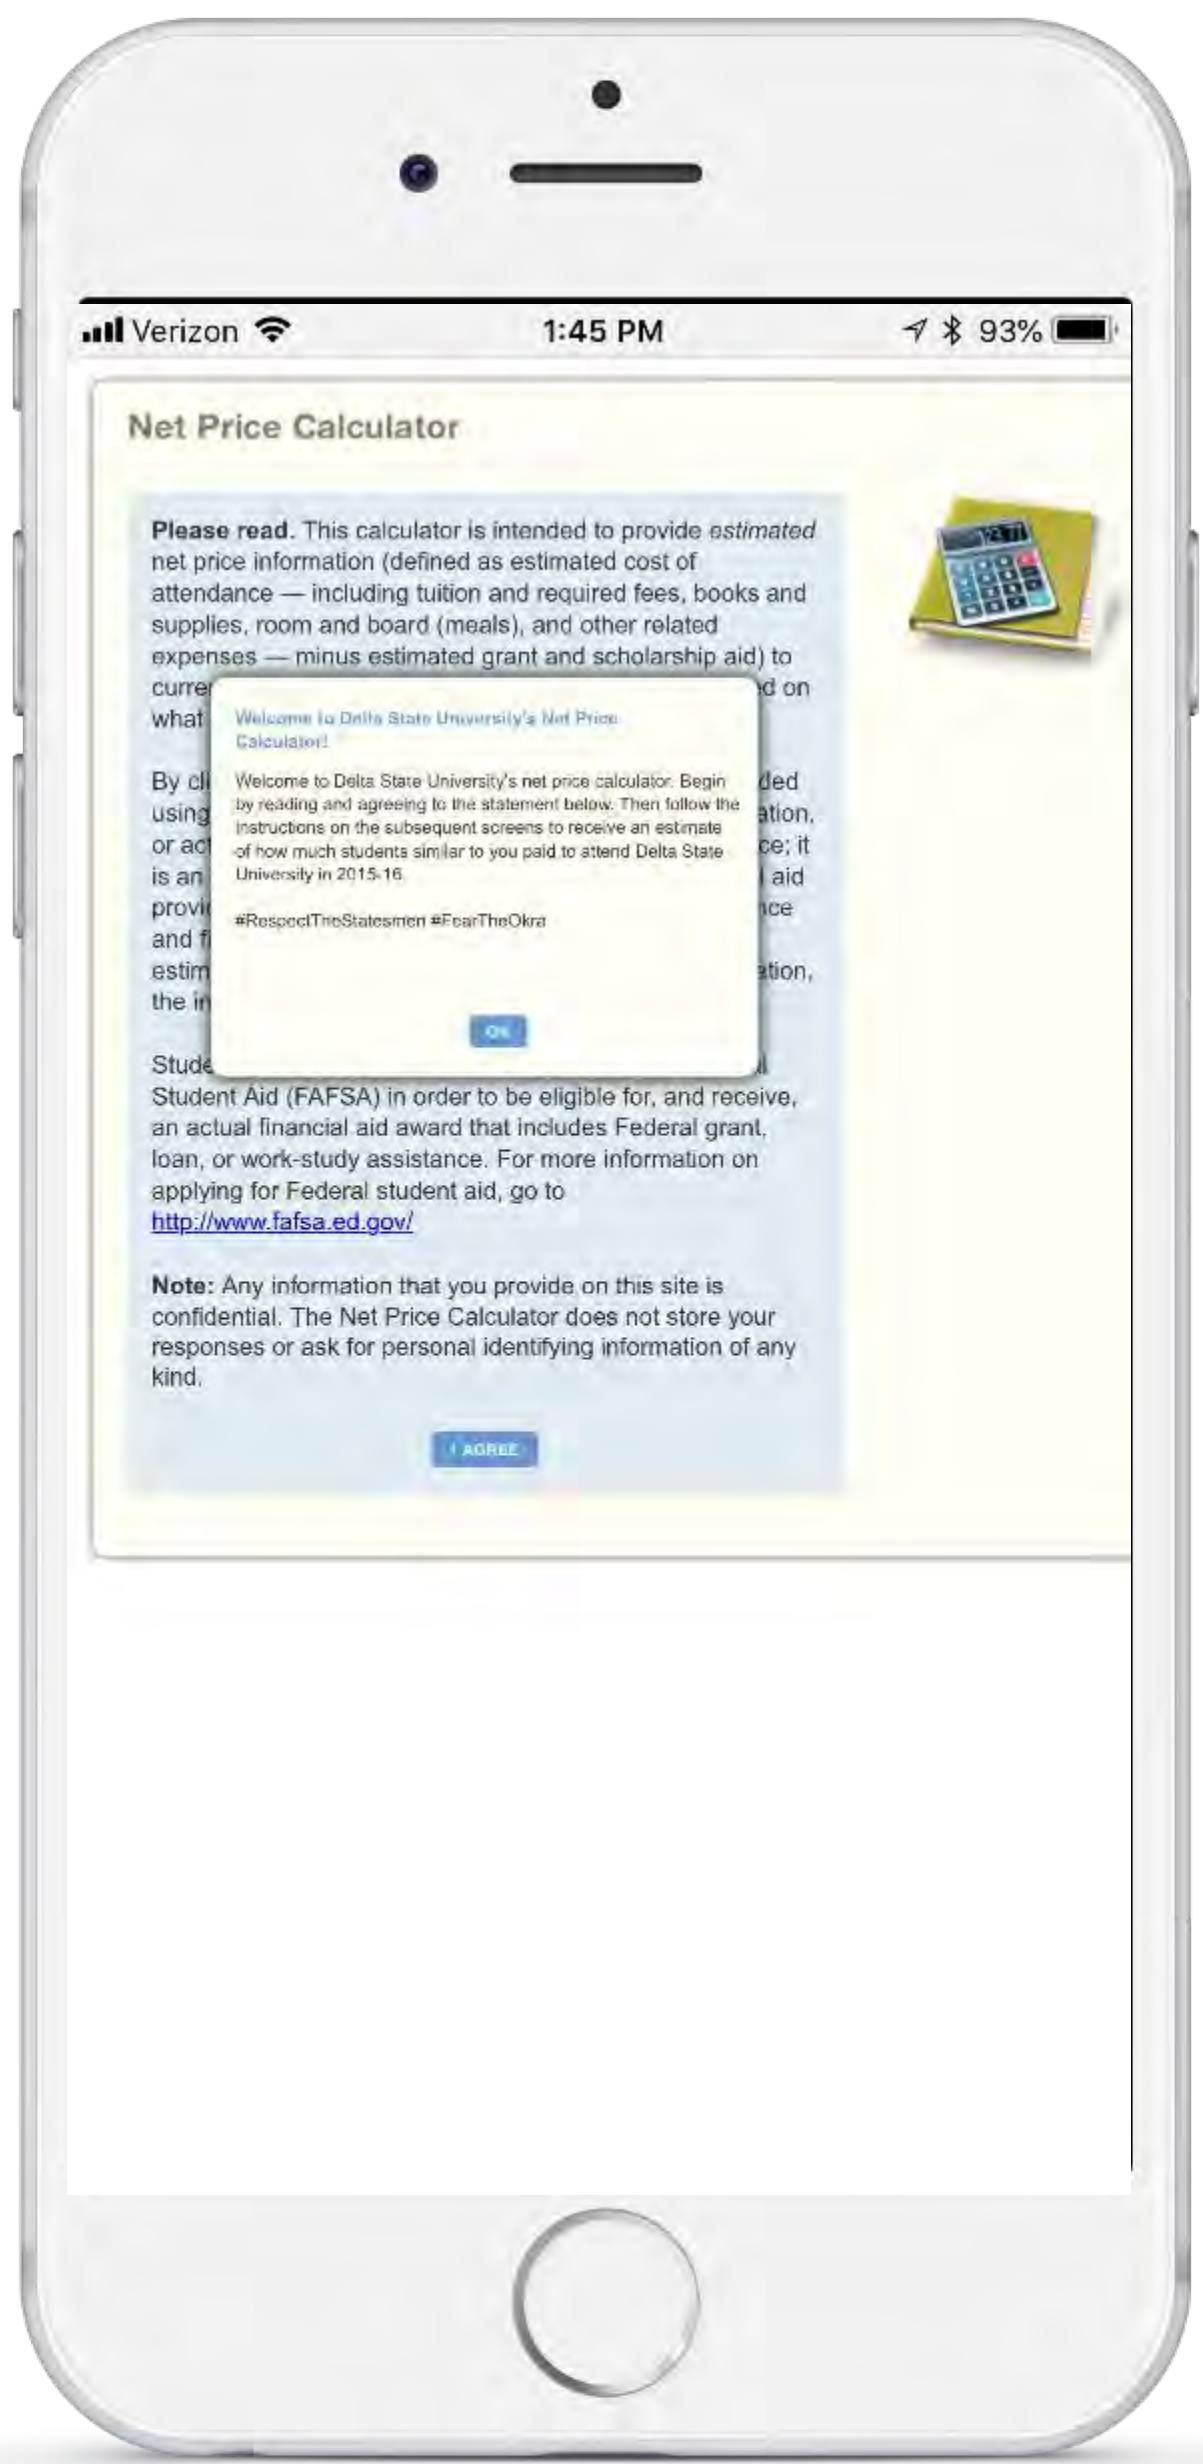 Verizon 1:45 PM 93%
Net Price Calculator
Please read. This calculator is intended to provide estimated
net price information (defined as estimated cost of
attendance — including tuition and required fees, books and
supplies, room and board (meals), and other related
expenses — minus estimated grant and scholarship aid) to
curre ed on
what
Welcome to Delta State University's Net Price
Calculator!
Welcome to Delta State University's net price calculator. Begin
by reading and agreeing to the statement below. Then follow the
instructions on the subsequent screens to receive an estimate
of how much students similar to you paid to attend Delta State
University in 2015-16.
#RespectTheStatesmen #FearTheOkra
OK
By cli ded
using ation,
or act ce; it
is an aid
provi nce
and fi
estim ation,
the in
Stude
Student Aid (FAFSA) in order to be eligible for, and receive,
an actual financial aid award that includes Federal grant,
loan, or work-study assistance. For more information on
applying for Federal student aid, go to
http://www.fafsa.ed.gov/
Note: Any information that you provide on this site is
confidential. The Net Price Calculator does not store your
responses or ask for personal identifying information of any
kind.
I AGREE